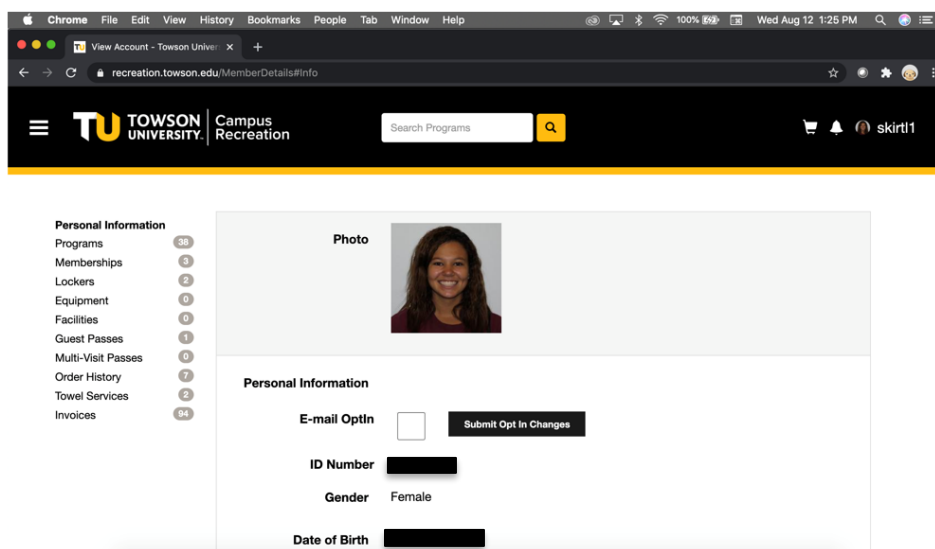 Chrome File Edit View History Bookmarks People Tab Window Help 100% Wed Aug 12 1:25 PM
TU View Account - Towson Univer × +
recreation.towson.edu/MemberDetails#Info
TU TOWSON UNIVERSITY. Campus Recreation
Search Programs
skirtl1
Personal Information
Programs 38
Memberships 3
Lockers 2
Equipment 0
Facilities 0
Guest Passes 1
Multi-Visit Passes 0
Order History 7
Towel Services 2
Invoices 94
Photo
Personal Information
E-mail OptIn Submit Opt In Changes
ID Number
Gender Female
Date of Birth